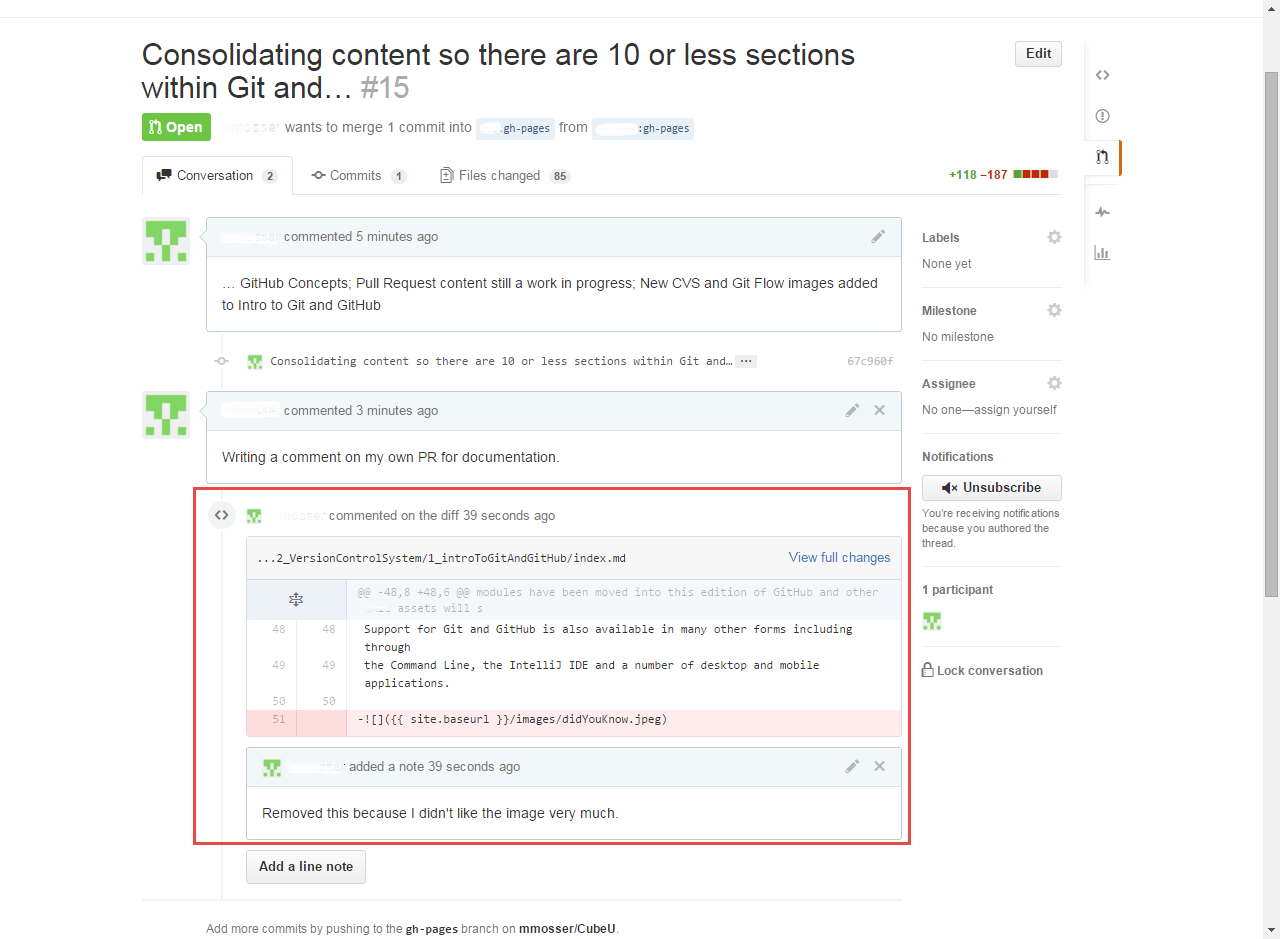 Consolidating content so there are 10 or less sections
within Git and… #15
Edit
Open
wants to merge 1 commit into .gh-pages from :gh-pages
Conversation 2
Commits 1
Files changed 85
+118 −187
commented 5 minutes ago
… GitHub Concepts; Pull Request content still a work in progress; New CVS and Git Flow images added
to Intro to Git and GitHub
Consolidating content so there are 10 or less sections within Git and… …
67c960f
commented 3 minutes ago
Writing a comment on my own PR for documentation.
commented on the diff 39 seconds ago
...2_VersionControlSystem/1_introToGitAndGitHub/index.md
View full changes
@@ -48,8 +48,6 @@ modules have been moved into this edition of GitHub and other
assets will s
48 48 Support for Git and GitHub is also available in many other forms including
through
49 49 the Command Line, the IntelliJ IDE and a number of desktop and mobile
applications.
50 50
51 -![]({{ site.baseurl }}/images/didYouKnow.jpeg)
added a note 39 seconds ago
Removed this because I didn't like the image very much.
Add a line note
Add more commits by pushing to the gh-pages branch on mmosser/CubeU.
Labels
None yet
Milestone
No milestone
Assignee
No one—assign yourself
Notifications
Unsubscribe
You're receiving notifications
because you authored the
thread.
1 participant
Lock conversation